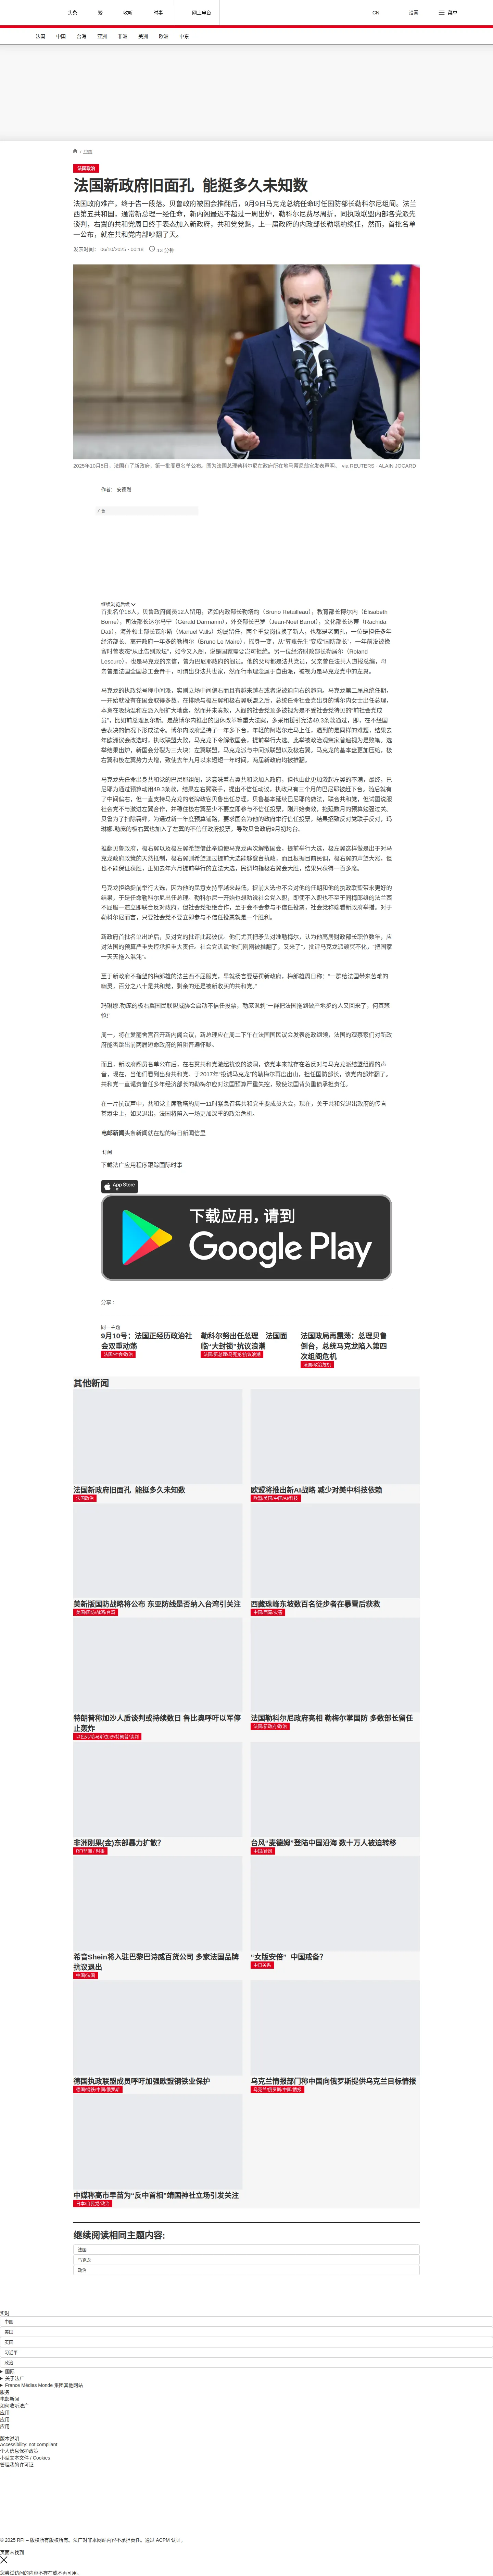 头条
繁
收听
时事
网上电台
CN
设置
菜单
法国
中国
台海
亚洲
非洲
美洲
欧洲
中东
/ 法国
法国政治
法国新政府旧面孔 能挺多久未知数
法国政府难产，终于告一段落。贝鲁政府被国会推翻后，9月9日马克龙总统任命时任国防部长勒科尔尼组阁。法兰
西第五共和国，通常新总理一经任命，新内阁最迟不超过一周出炉，勒科尔尼费尽周折，同执政联盟内部各党派先
谈判，右翼的共和党周日终于表态加入新政府，共和党党魁，上一届政府的内政部长勒塔约续任，然而，首批名单
一公布，就在共和党内部吵翻了天。
发表时间： 06/10/2025 - 00:18
13 分钟
2025年10月5日，法国有了新政府，第一批阁员名单公布。图为法国总理勒科尔尼在政府所在地马蒂尼翁宫发表声明。 via REUTERS - ALAIN JOCARD
作者： 安德烈
广告
继续浏览后续
首批名单18人，贝鲁政府阁员12人留用，诸如内政部长勒塔约（Bruno Retailleau），教育部长博尔内（Elisabeth
Borne），司法部长达尔马宁（Gérald Darmanin），外交部长巴罗（Jean-Noël Barrot），文化部长达蒂（Rachida
Dati），海外领土部长瓦尔斯（Manuel Valls）均属留任，两个重要岗位换了新人，也都是老面孔，一位是担任多年
经济部长、离开政府一年多的勒梅尔（Bruno Le Maire），摇身一变，从“算账先生”变成“国防部长”，一年前没被挽
留时曾表态“从此告别政坛”，如今又入阁，说是国家需要岂可拒绝。另一位经济财政部长勒居尔（Roland
Lescure），也是马克龙的亲信，曾为巴尼耶政府的阁员。他的父母都是法共党员，父亲曾任法共人道报总编，母
亲曾是法国全国总工会骨干，可谓出身法共世家，然而行事理念属于自由派，被视为是马克龙党中的左翼。
马克龙的执政党号称中间派，实则立场中间偏右而且有越来越右或者说被迫向右的趋向。马克龙第二届总统任期，
一开始就没有在国会取得多数，在排除与极左翼和极右翼联盟之后，总统任命社会党出身的博尔内女士出任总理，
本意在吸纳温和左派入阁扩大地盘，然而并未奏效，入阁的社会党顶多被视为是不受社会党待见的“前社会党成
员”，比如前总理瓦尔斯。是故博尔内推出的退休改革等重大法案，多采用援引宪法49.3条款通过，即，在不经国
会表决的情况下形成法令。博尔内政府坚持了一年多下台，年轻的阿塔尔走马上任，遇到的是同样的难题，结果去
年欧洲议会改选时，执政联盟大败，马克龙下令解散国会，提前举行大选。此举被政治观察家普遍视为是败笔。选
举结果出炉，新国会分裂为三大块：左翼联盟，马克龙派与中间派联盟以及极右翼。马克龙的基本盘更加压缩，极
右翼和极左翼势力大增，致使去年九月以来短短一年时间，两届新政府均被推翻。
马克龙先任命出身共和党的巴尼耶组阁，这意味着右翼共和党加入政府，但也由此更加激起左翼的不满，最终，巴
尼耶为通过预算动用49.3条款，结果左右翼联手，提出不信任动议，执政只有三个月的巴尼耶被赶下台。随后就有
了中间偏右，但一直支持马克龙的老牌政客贝鲁出任总理，贝鲁基本延续巴尼耶的做法，联合共和党，但试图说服
社会党不与激进左翼合作，并稳住极右翼至少不要立即参与不信任投票，刚开始奏效，拖延数月的预算勉强过关。
贝鲁为了扫除羁绊，为通过新一年度预算铺路，要求国会为他的政府举行信任投票，结果招致反对党联手反对，玛
琳娜.勒庞的极右翼也加入了左翼的不信任政府投票，导致贝鲁政府9月初垮台。
推翻贝鲁政府，极右翼以及极左翼希望借此举迫使马克龙再次解散国会，提前举行大选，极左翼这样做是出于对马
克龙政府政策的天然抵制，极右翼则希望通过提前大选能够登台执政，而且根据目前民调，极右翼的声望大涨，但
也不能保证获胜，正如去年六月提前举行的立法大选，民调均指极右翼会大胜，结果只获得一百多席。
马克龙拒绝提前举行大选，因为他的民意支持率越来越低，提前大选也不会对他的任期和他的执政联盟带来更好的
结果，于是任命勒科尔尼出任总理。勒科尔尼一开始也想劝说社会党入盟，即便不入盟也不至于同梅郎雄的法兰西
不屈服一道立即联合反对政府，但社会党拒绝合作，至于会不会参与不信任投票，社会党称端看新政府举措。对于
勒科尔尼而言，只要社会党不要立即参与不信任投票就是一个胜利。
新政府首批名单出炉后，反对党的批评此起彼伏。他们尤其把矛头对准勒梅尔，认为他高居财政部长职位数年，应
对法国的预算严重失控承担重大责任。社会党讥讽“他们刚刚被推翻了，又来了”，批评马克龙派顽冥不化，“把国家
一天天拖入混沌”。
至于新政府不指望的梅郎雄的法兰西不屈服党，早就扬言要惩罚新政府，梅郎雄周日称：“一群给法国带来苦难的
幽灵，百分之八十是共和党，剩余的还是被新收买的共和党。”
玛琳娜.勒庞的极右翼国民联盟威胁会启动不信任投票，勒庞讽刺“一群把法国拖到破产地步的人又回来了，何其悲
怆!”
周一，将在爱丽舍宫召开新内阁会议，新总理应在周二下午在法国国民议会发表施政纲领，法国的观察家们对新政
府能否跳出前两届短命政府的陷阱普遍怀疑。
而且，新政府阁员名单公布后，在右翼共和党激起抗议的波澜，该党本来就存在着反对与马克龙派结盟组阁的声
音，现在，当他们看到出身共和党、于2017年“投诚马克龙”的勒梅尔再度出山，担任国防部长，该党内部炸翻了，
共和党一直谴责曾任多年经济部长的勒梅尔应对法国预算严重失控，致使法国背负重债承担责任。
在一片抗议声中，共和党主席勒塔约周一11时紧急召集共和党重要成员大会，现在，关于共和党退出政府的传言
甚嚣尘上，如果退出，法国将陷入一场更加深重的政治危机。
电邮新闻头条新闻就在您的每日新闻信里
订阅
下载法广应用程序跟踪国际时事
App Store
下载
下载应用，请到
Google Play
分享 :
同一主题
9月10号：法国正经历政治社会双重动荡
法国/社会/政治
勒科尔努出任总理 法国面临“大封锁”抗议浪潮
法国/新总理/马克龙/抗议浪潮
法国政局再震荡：总理贝鲁倒台，总统马克龙陷入第四次组阁危机
法国/政治危机
其他新闻
法国新政府旧面孔 能挺多久未知数
法国政治
欧盟将推出新AI战略 减少对美中科技依赖
欧盟/美国/中国/AI/科技
美新版国防战略将公布 东亚防线是否纳入台湾引关注
美国/国防/战略/台湾
西藏珠峰东坡数百名徒步者在暴雪后获救
中国/西藏/灾害
特朗普称加沙人质谈判或持续数日 鲁比奥呼吁以军停止轰炸
以色列/哈马斯/加沙/特朗普/谈判
法国勒科尔尼政府亮相 勒梅尔掌国防 多数部长留任
法国/新政府/政治
非洲刚果(金)东部暴力扩散?
RFI非洲 / 时事
台风“麦德姆”登陆中国沿海 数十万人被迫转移
中国/台风
希音Shein将入驻巴黎巴诗威百货公司 多家法国品牌抗议退出
中国/法国
“女版安倍” 中国戒备?
中日关系
德国执政联盟成员呼吁加强欧盟钢铁业保护
德国/钢铁/中国/俄罗斯
乌克兰情报部门称中国向俄罗斯提供乌克兰目标情报
乌克兰/俄罗斯/中国/情报
中媒称高市早苗为“反中首相”靖国神社立场引发关注
日本/自民党/政治
继续阅读相同主题内容:
法国
马克龙
政治
实时
中国
美国
英国
习近平
政治
国际
关于法广
France Médias Monde 集团其他网站
服务
电邮新闻
如何收听法广
应用
应用
应用
版本说明
Accessibility: not compliant
个人信息保护政策
小型文本文件 / Cookies
管理我的许可证
© 2025 RFI – 版权所有版权所有。法广对非本网站内容不承担责任。通过 ACPM 认证。
页面未找到
您尝试访问的内容不存在或不再可用。